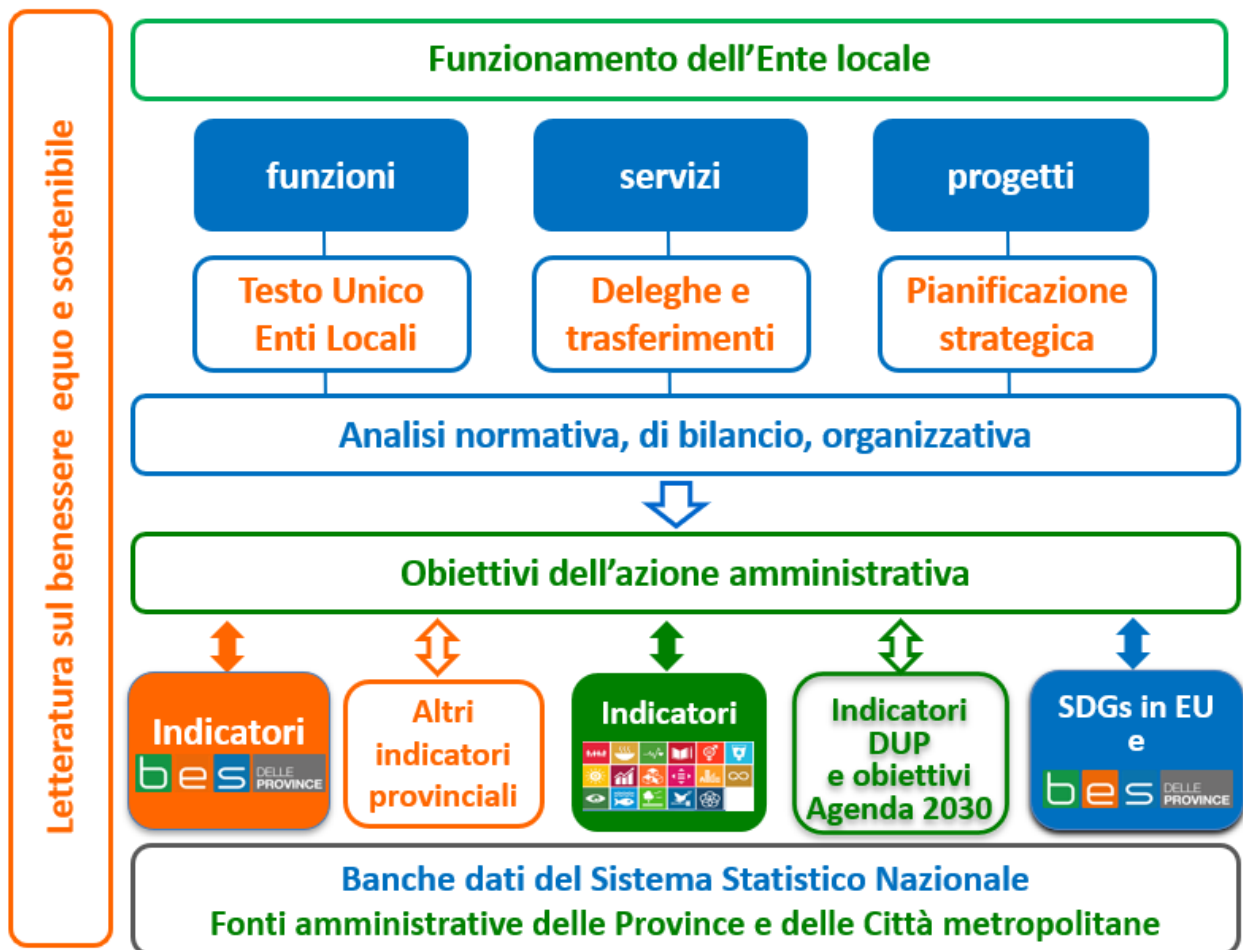 Letteratura sul benessere equo e sostenibile
Funzionamento dell'Ente locale
funzioni
servizi
progetti
Testo Unico
Enti Locali
Deleghe e
trasferimenti
Pianificazione
strategica
Analisi normativa, di bilancio, organizzativa
Obiettivi dell'azione amministrativa
Indicatori
bes DELLE
PROVINCE
Altri
indicatori
provinciali
Indicatori
Indicatori
DUP
e obiettivi
Agenda 2030
SDGs in EU
e
bes DELLE
PROVINCE
Banche dati del Sistema Statistico Nazionale
Fonti amministrative delle Province e delle Città metropolitane